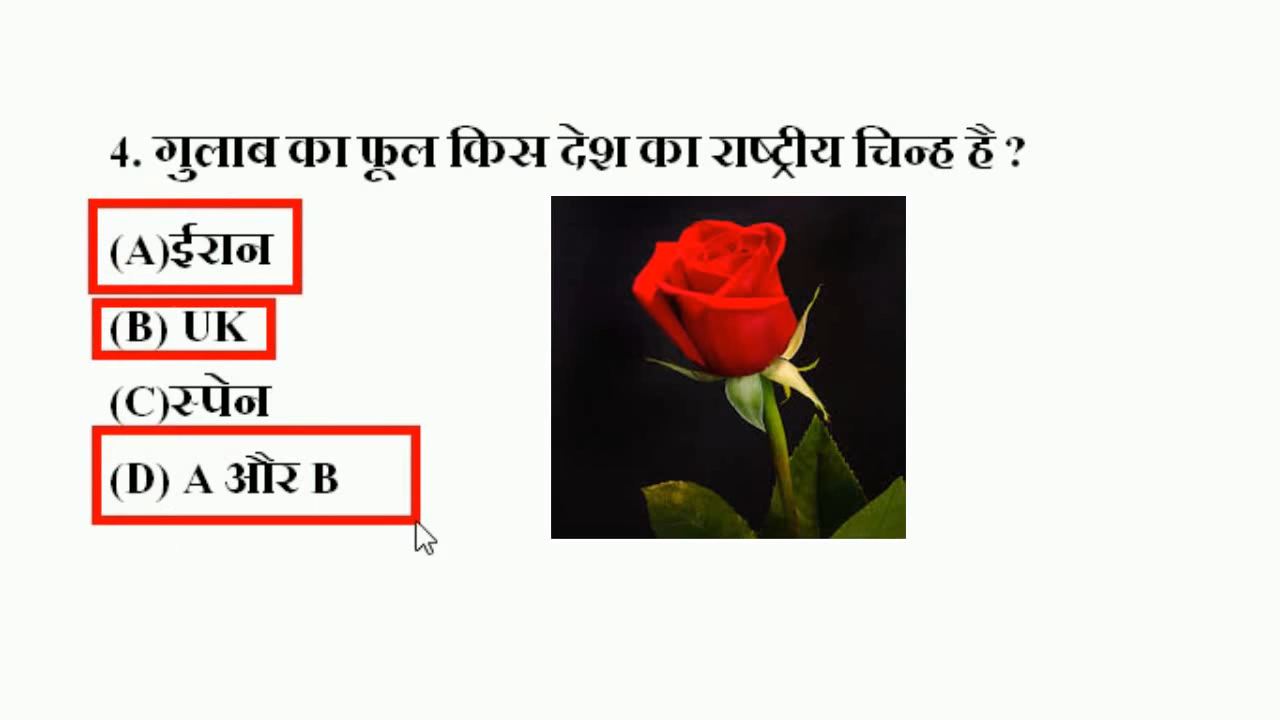 4. गुलाब का फूल किस देश का राष्ट्रीय चिन्ह है ?
(A)ईरान
(B) UK
(C)स्पेन
(D) A और B